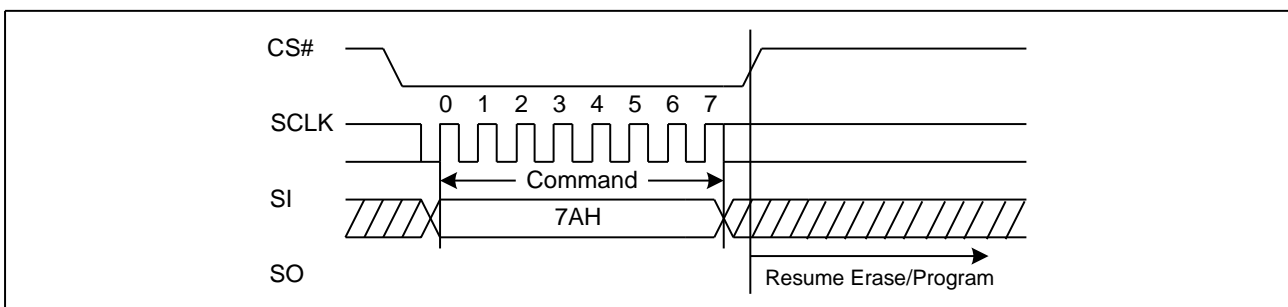 CS#
0 1 2 3 4 5 6 7
SCLK
Command
SI
7AH
SO
Resume Erase/Program